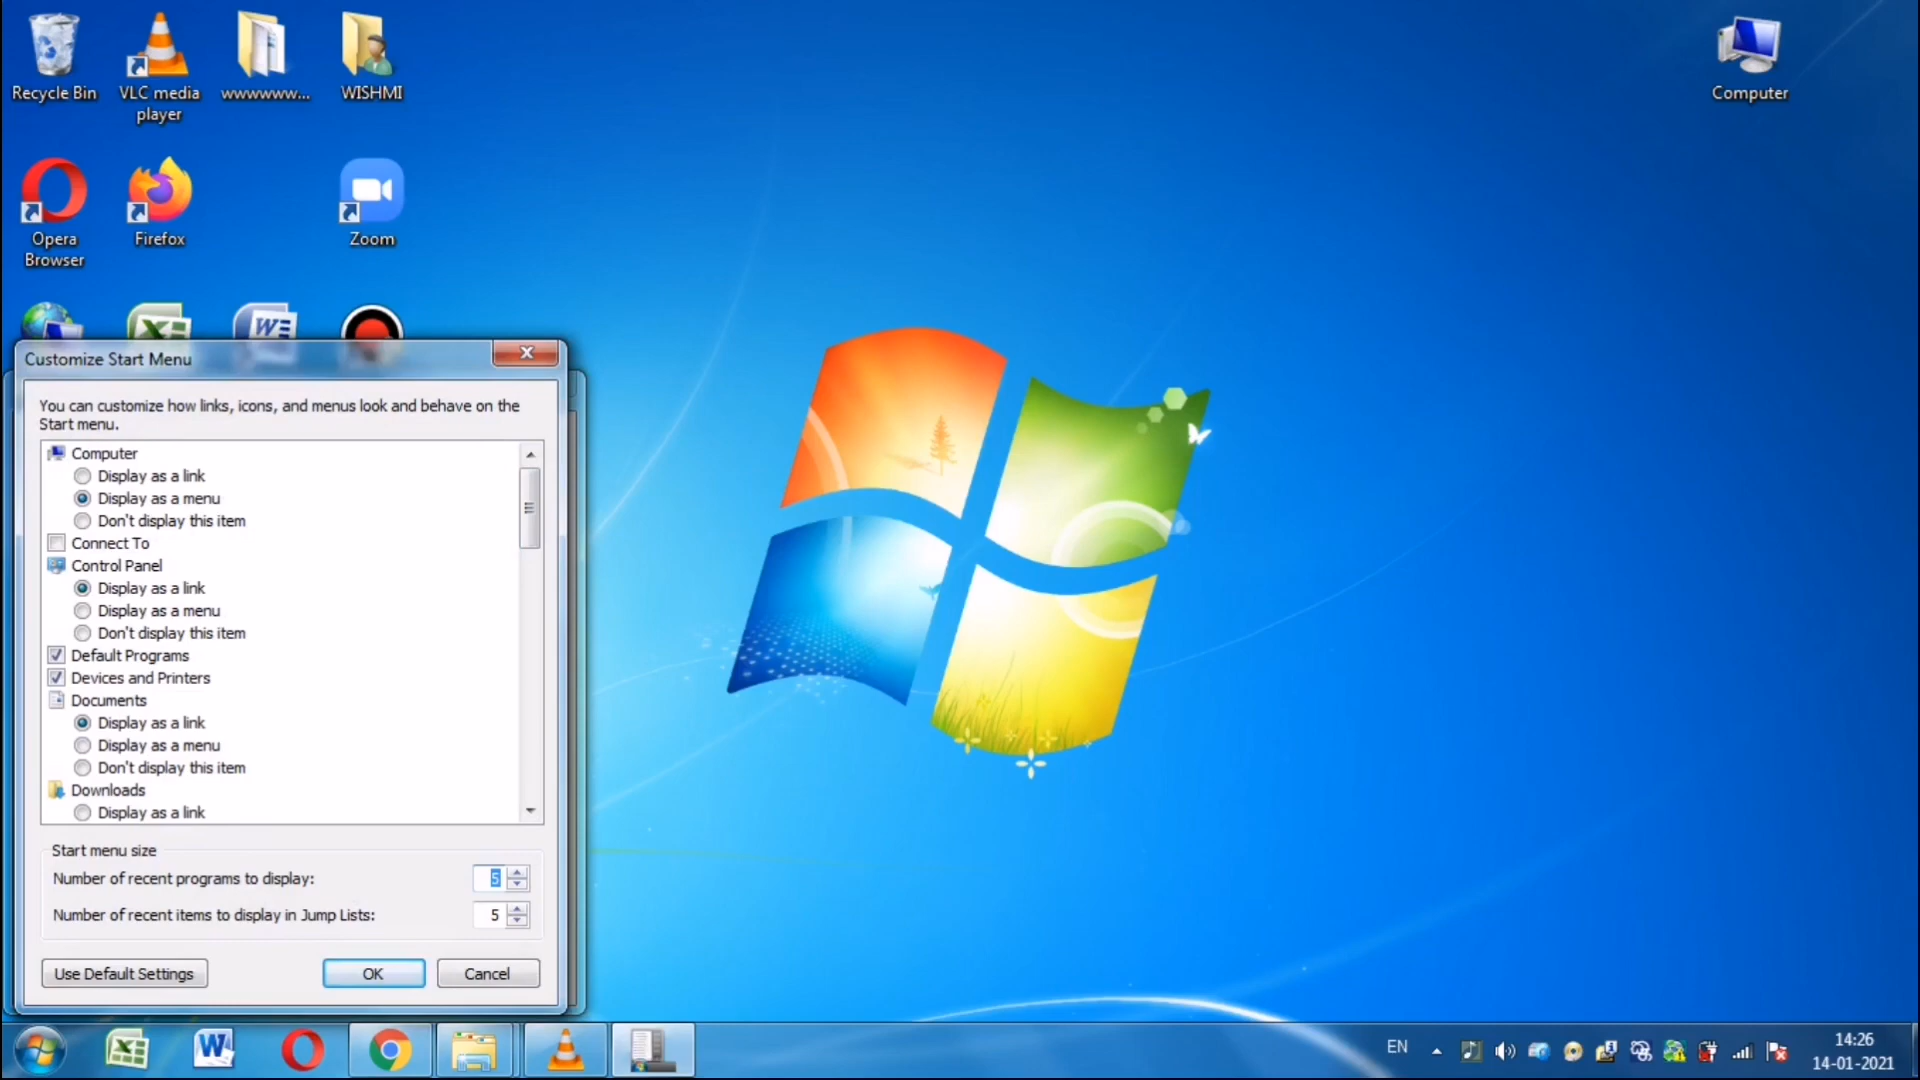 Recycle Bin
VLC media
player
wwwwww...
WISHMI
Computer
Opera
Browser
Firefox
Zoom
Customize Start Menu
You can customize how links, icons, and menus look and behave on the
Start menu.
Computer
Display as a link
Display as a menu
Don't display this item
Connect To
Control Panel
Display as a link
Display as a menu
Don't display this item
Default Programs
Devices and Printers
Documents
Display as a link
Display as a menu
Don't display this item
Downloads
Display as a link
Start menu size
Number of recent programs to display:
5
Number of recent items to display in Jump Lists:
5
Use Default Settings
OK
Cancel
EN
14:26
14-01-2021